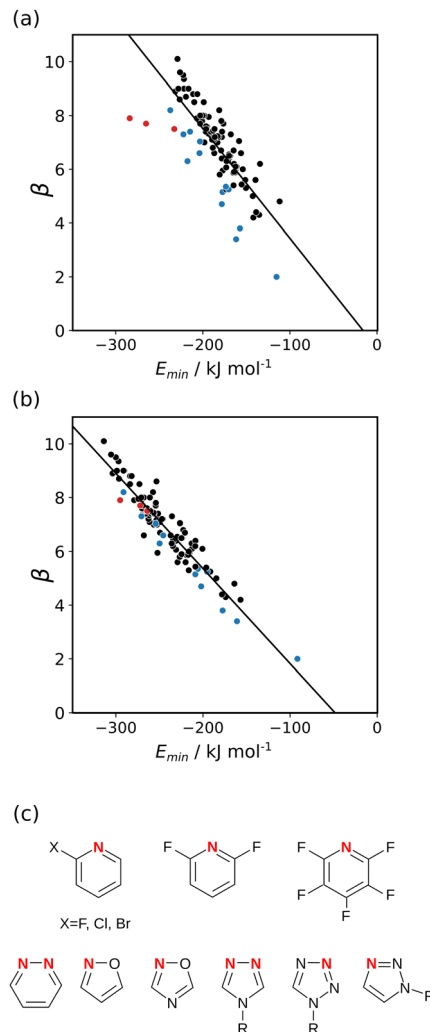 (a)
10
8
6
4
2
0
β
−300
−200
−100
0
E_min / kJ mol⁻¹
(b)
10
8
6
4
2
0
β
−300
−200
−100
0
E_min / kJ mol⁻¹
(c)
X N
F N F
F N F
F F
F
X=F, Cl, Br
N N
N O
N O
N
N N
N
R
N N
N N
R
N N
N
R